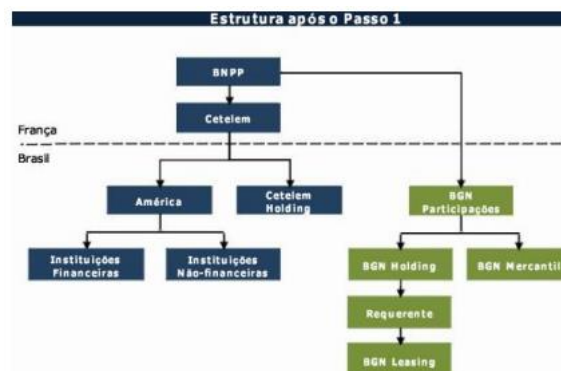 Estrutura após o Passo 1
BNPP
Cetelem
França
Brasil
América
Cetelem
Holding
BGN
Participações
Instituições
Financeiras
Instituições
Não-financeiras
BGN Holding
BGN Mercantil
Requerente
BGN Leasing